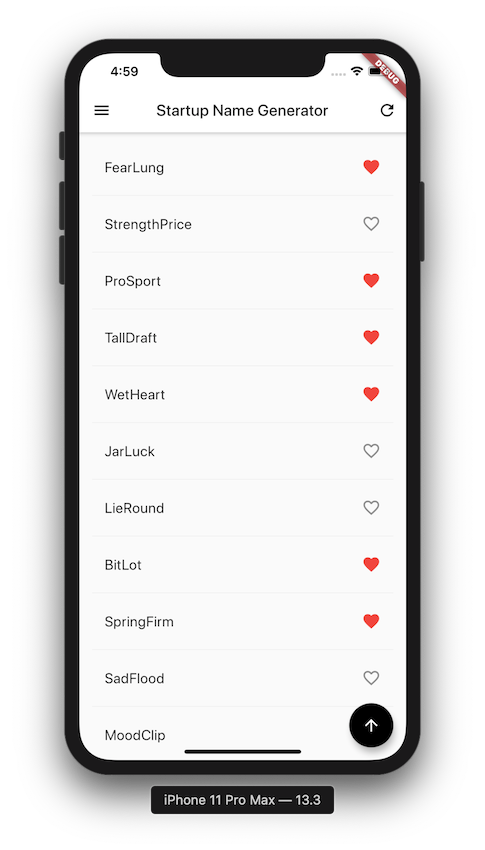 4:59
DEBUG
Startup Name Generator
FearLung
StrengthPrice
ProSport
TallDraft
WetHeart
JarLuck
LieRound
BitLot
SpringFirm
SadFlood
MoodClip
iPhone 11 Pro Max — 13.3